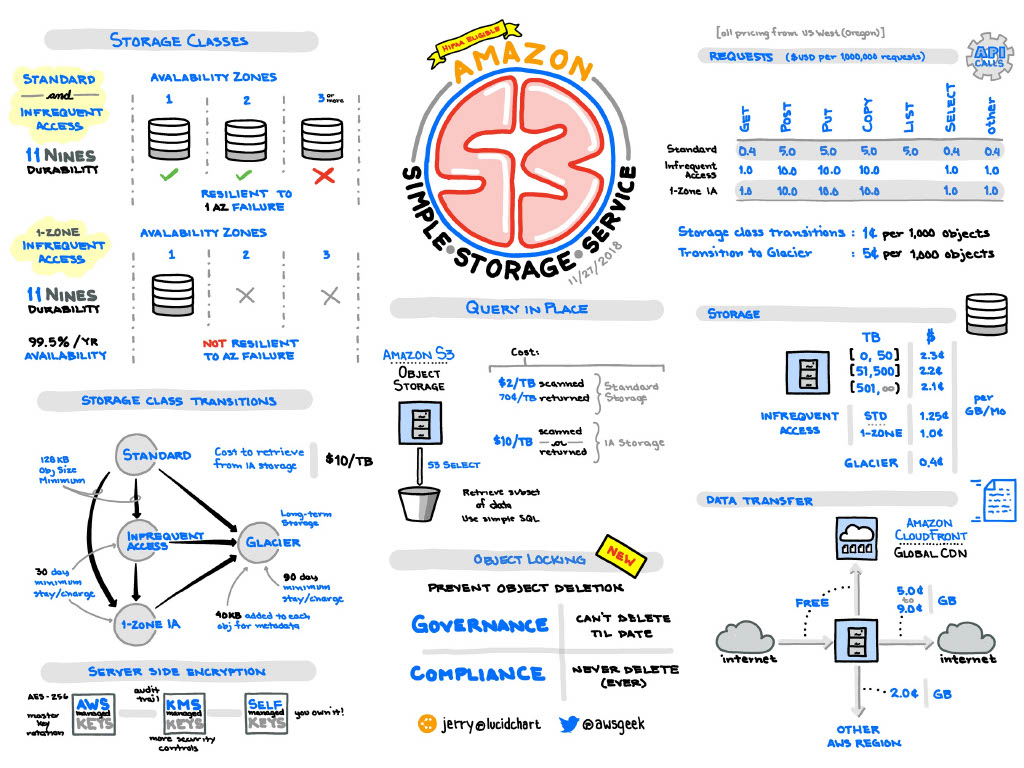 STORAGE CLASSES
STANDARD
and
INFREQUENT
ACCESS
11 NINES
DURABILITY
AVALABILITY ZONES
1
2
3 or more
RESILIENT TO
1 AZ FAILURE
1-ZONE
INFREQUENT
ACCESS
11 NINES
DURABILITY
99.5% /YR
AVAILABILITY
AVALABILITY ZONES
1
2
3
NOT RESILIENT
TO AZ FAILURE
STORAGE CLASS TRANSITIONS
128KB
Obj Size
Minimum
STANDARD
Cost to retrieve
from IA storage
$10/TB
INFREQUENT
ACCESS
Long-term
Storage
GLACIER
30 day
minimum
stay/charge
90 day
minimum
stay/charge
1-ZONE IA
40KB added to each
obj for metadata
SERVER SIDE ENCRYPTION
AES-256
master
key
rotation
AWS
managed
KEYS
audit
trail
KMS
managed
KEYS
more security
controls
SELF
managed
KEYS
you own it!
HIPAA ELIGIBLE
AMAZON
S3
SIMPLE•STORAGE•SERVICE
11/27/2018
QUERY IN PLACE
AMAZON S3
OBJECT
STORAGE
S3 SELECT
Retrieve subset
of data
Use simple SQL
Cost:
$2/TB scanned
70¢/TB returned
Standard
Storage
$10/TB
scanned
or
returned
IA Storage
OBJECT LOCKING
NEW
PREVENT OBJECT DELETION
GOVERNANCE
CAN'T DELETE
TIL DATE
COMPLIANCE
NEVER DELETE
(EVER)
jerry@lucidchart
@awsgeek
[all pricing from US West (Oregon)]
REQUESTS ($USD per 1,000,000 requests)
API
CALLS
GET POST PUT COPY LIST SELECT other
Standard 0.4 5.0 5.0 5.0 5.0 0.4 0.4
Infrequent Access 1.0 10.0 10.0 10.0 1.0 1.0
1-Zone IA 1.0 10.0 10.0 10.0 1.0 1.0
Storage class transitions : 1¢ per 1,000 objects
Transition to Glacier : 5¢ per 1,000 objects
STORAGE
TB $
[ 0, 50] 2.3¢
[51,500] 2.2¢
[501, ∞] 2.1¢
INFREQUENT
ACCESS
STD 1.25¢
1-ZONE 1.0¢
GLACIER 0.4¢
per
GB/Mo
DATA TRANSFER
AMAZON
CLOUDFRONT
GLOBAL CDN
FREE
5.0¢
to
9.0¢
GB
internet
internet
2.0¢ GB
OTHER
AWS REGION